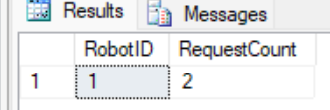 Results Messages
RobotID RequestCount
1 1 2